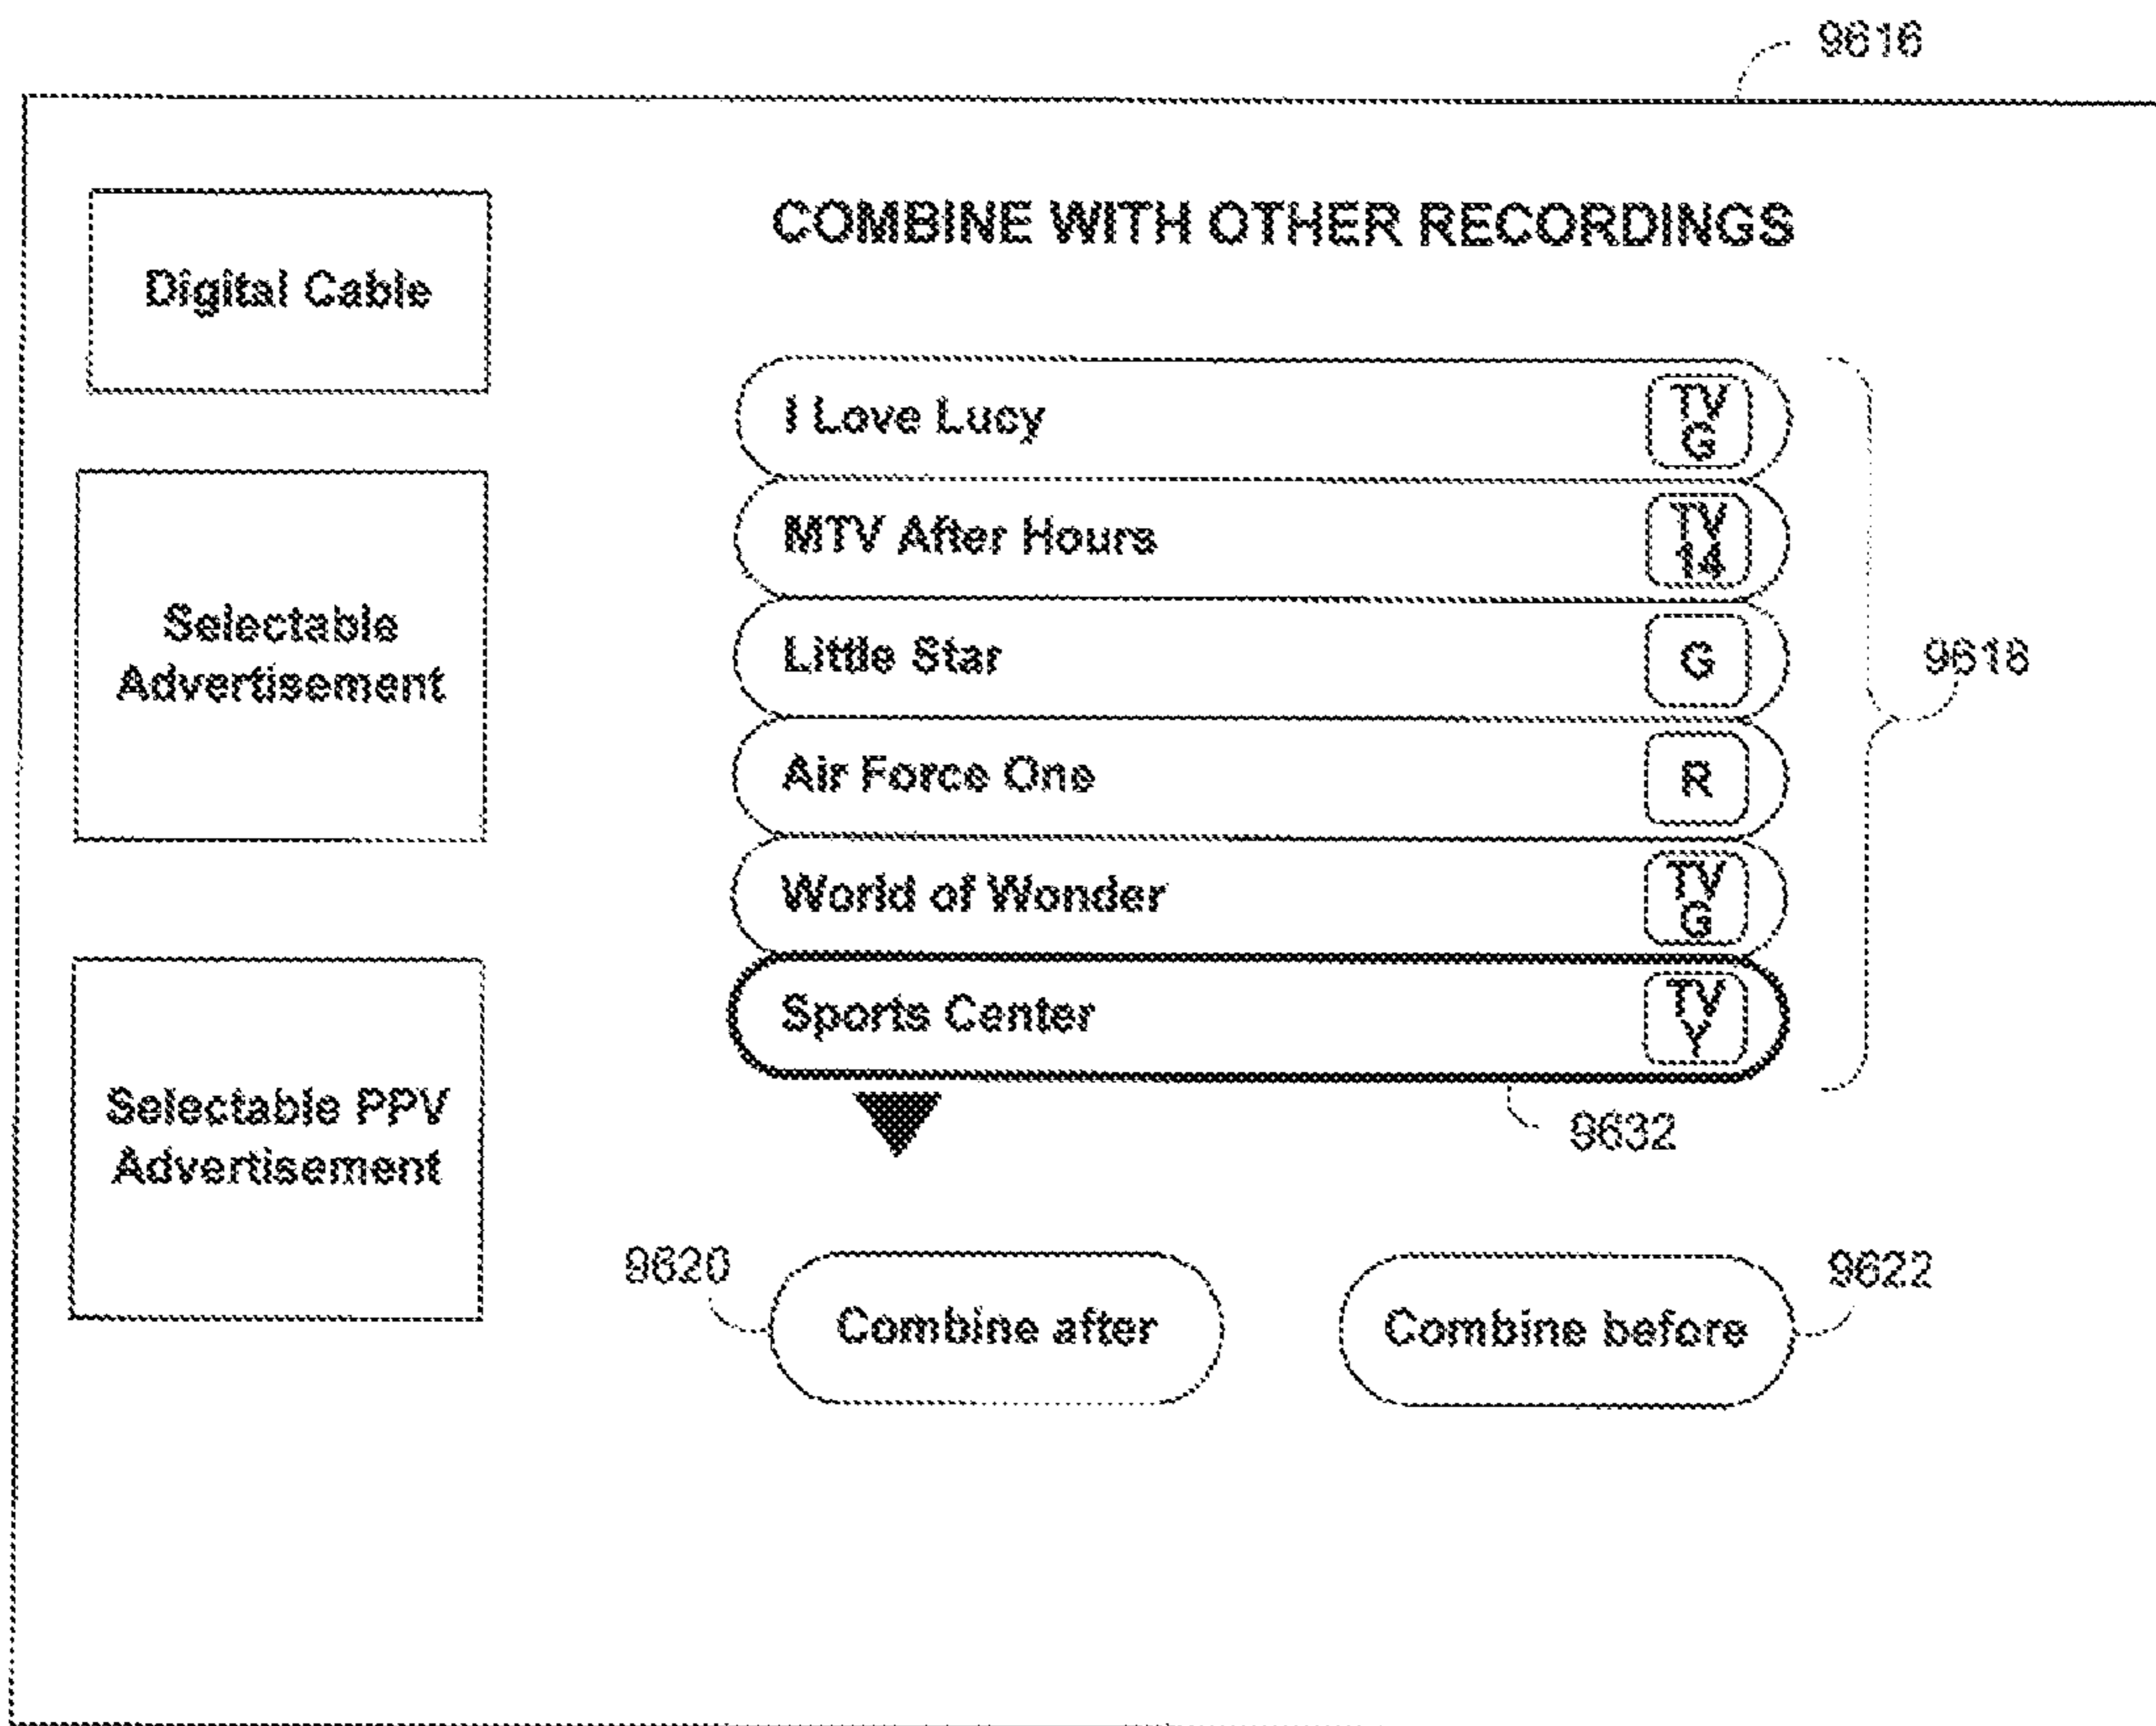 9616
COMBINE WITH OTHER RECORDINGS
Digital Cable
I Love Lucy
TV
G
MTV After Hours
TV
14
Selectable
Advertisement
Little Star
G
9618
Air Force One
R
World of Wonder
TV
G
Sports Center
TV
Y
9632
Selectable PPV
Advertisement
9620
Combine after
Combine before
9622